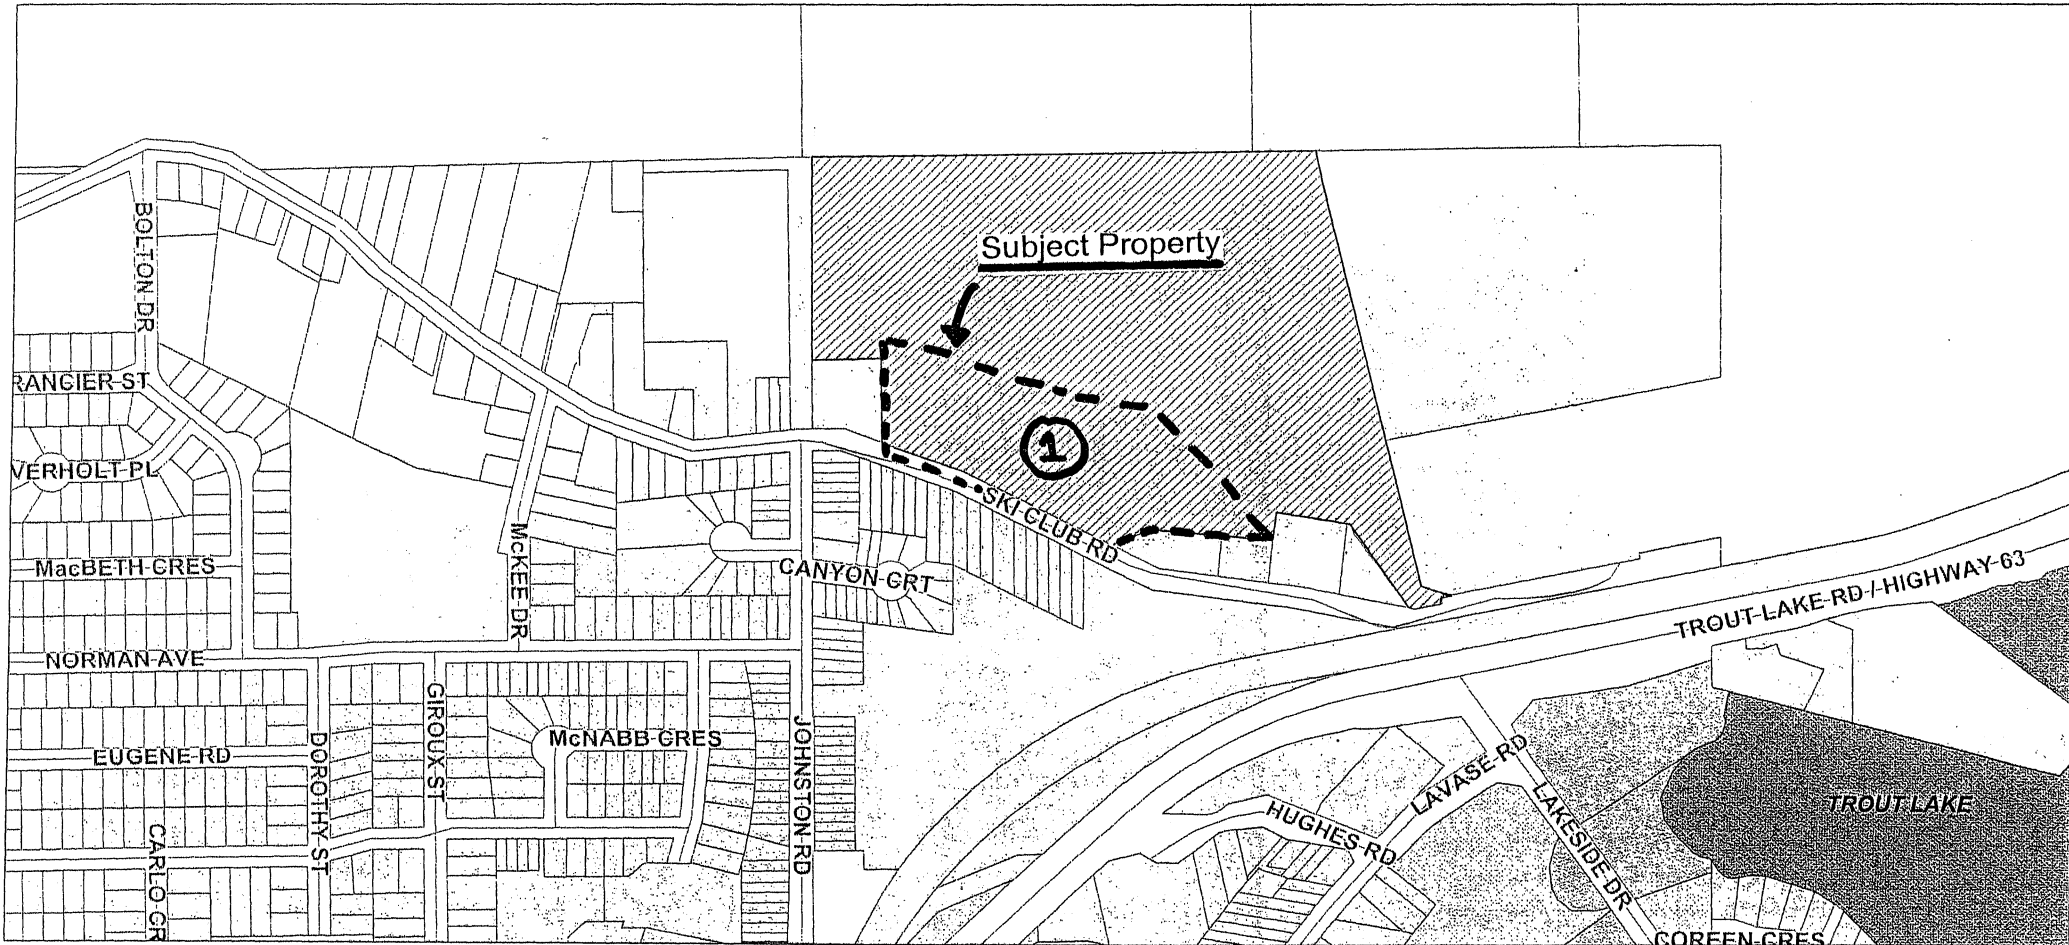 Subject Property
1
BOLTON DR
RANCIER ST
VERHOLT PL
MacBETH CRES
McKEE DR
SKI CLUB RD
CANYON CRT
NORMAN AVE
TROUT LAKE RD / HIGHWAY 63
EUGENE RD
DOROTHY ST
GIROUX ST
McNABB CRES
JOHNSTON RD
CARLO CR
HUGHES RD
LAVASE RD
LAKESIDE DR
TROUT LAKE
COREEN CRES